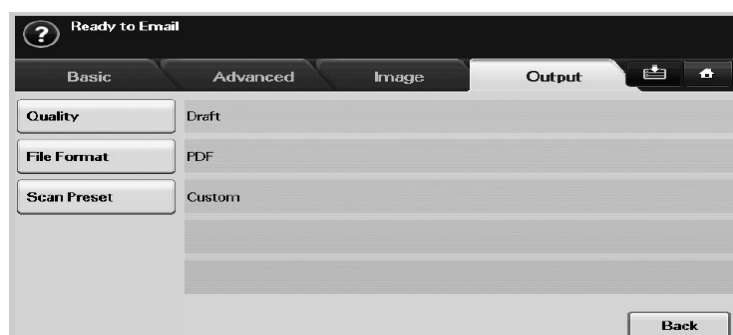 ? Ready to Email
Basic Advanced Image Output
Quality Draft
File Format PDF
Scan Preset Custom
Back